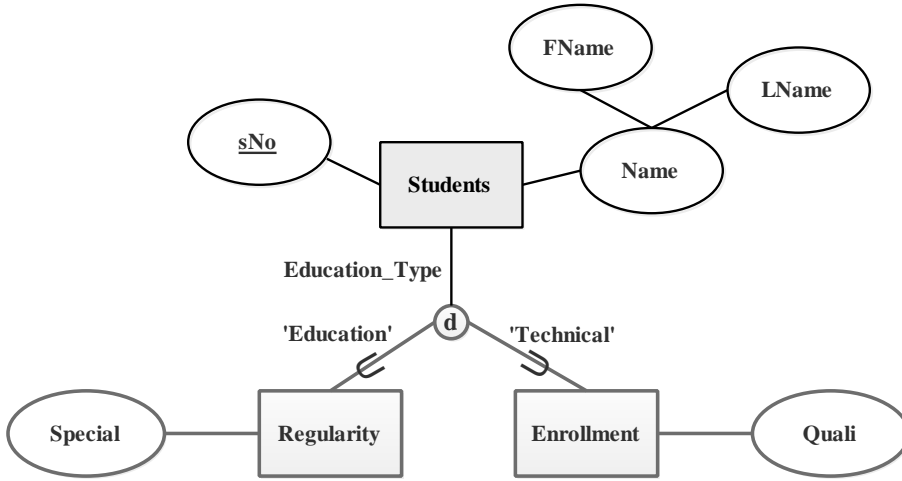 FName
LName
sNo
Students
Name
Education_Type
d
'Education'
'Technical'
Special
Regularity
Enrollment
Quali